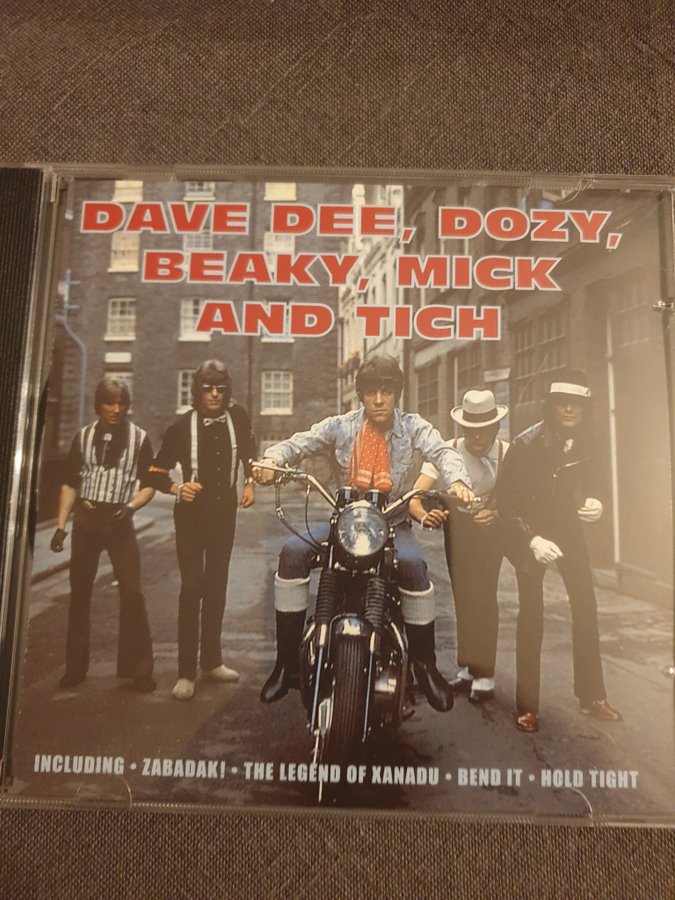 DAVE DEE, DOZY,
BEAKY, MICK
AND TICH
INCLUDING • ZABADAK! • THE LEGEND OF XANADU • BEND IT • HOLD TIGHT